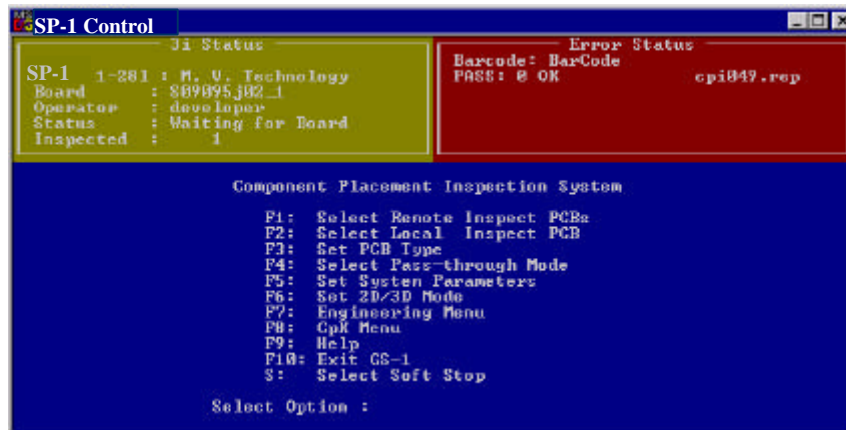 SP-1 Control
Ji Status
SP-1 1-281 : M. V. Technology
Board : S09095j02_1
Operator : developer
Status : Waiting for Board
Inspected : 1
Error Status
Barcode: BarCode
PASS: 0 OK cpi049.rep
Component Placement Inspection System
F1: Select Remote Inspect PCBs
F2: Select Local Inspect PCB
F3: Set PCB Type
F4: Select Pass-through Mode
F5: Set System Parameters
F6: Set 2D/3D Mode
F7: Engineering Menu
F8: CpK Menu
F9: Help
F10: Exit GS-1
S: Select Soft Stop
Select Option :